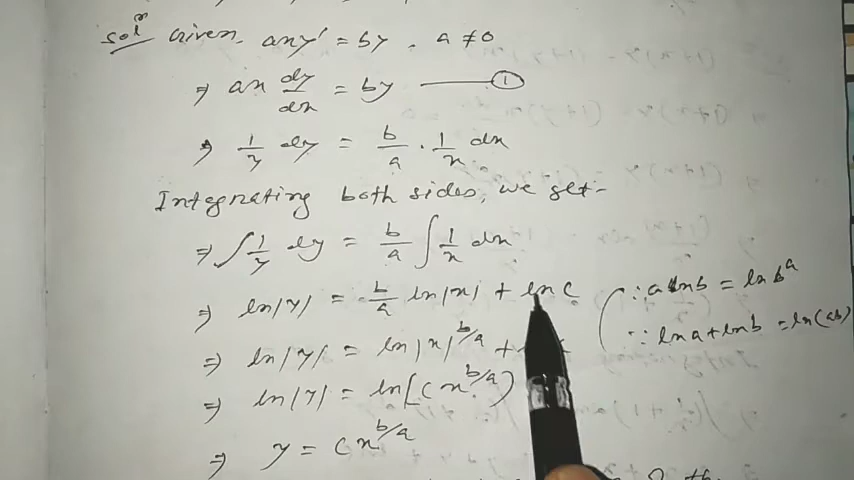 solⁿ Given, axy' = by, a ≠ 0
⇒ ax dy/dx = by —— ①
⇒ 1/y dy = b/a · 1/x dx
Integrating both sides, we get-
⇒ ∫ 1/y dy = b/a ∫ 1/x dx
⇒ ln|y| = b/a ln|x| + ln c
∵ a ln b = ln b^a
⇒ ln|y| = ln|x|^b/a +
∵ ln a + ln b = ln(ab)
⇒ ln|y| = ln[c x^b/a]
⇒ y = c x^b/a